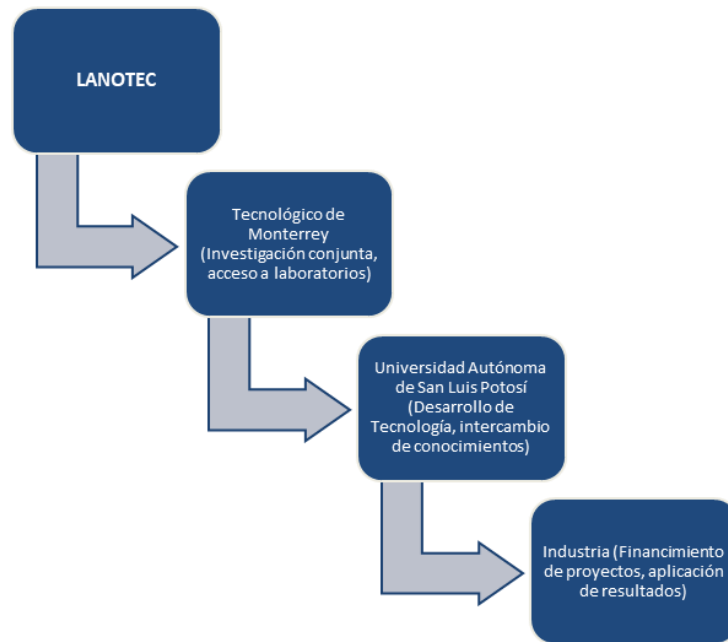 LANOTEC
Tecnológico de
Monterrey
(Investigación conjunta,
acceso a laboratorios)
Universidad Autónoma
de San Luis Potosí
(Desarrollo de
Tecnología, intercambio
de conocimientos)
Industria (Financimiento
de proyectos, aplicación
de resultados)